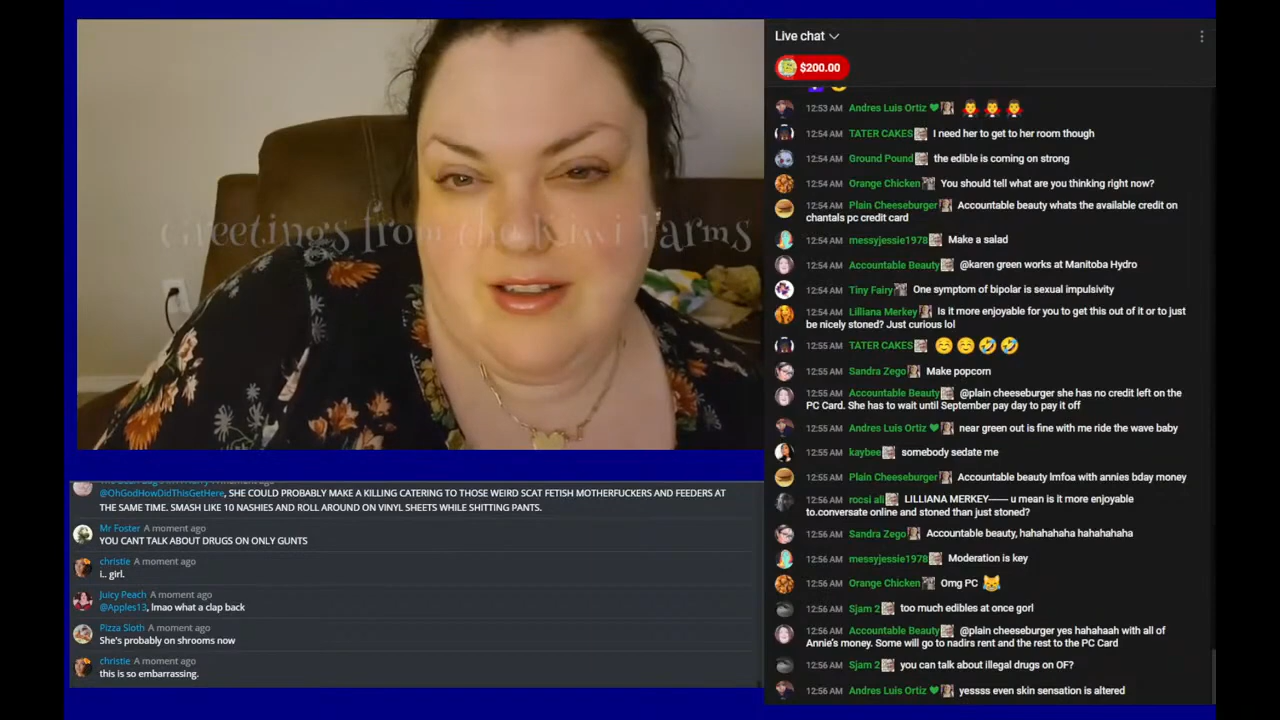 Greetings from the Kiwi Farms
@OhGodHowDidThisGetHere, SHE COULD PROBABLY MAKE A KILLING CATERING TO THOSE WEIRD SCAT FETISH MOTHERFUCKERS AND FEEDERS AT
THE SAME TIME. SMASH LIKE 10 NASHIES AND ROLL AROUND ON VINYL SHEETS WHILE SHITTING PANTS.
Mr Foster A moment ago
YOU CANT TALK ABOUT DRUGS ON ONLY GUNTS
christie A moment ago
i.. girl.
Juicy Peach A moment ago
@Apples13, lmao what a clap back
Pizza Sloth A moment ago
She's probably on shrooms now
christie A moment ago
this is so embarrassing.
Live chat
$200.00
12:53 AM Andres Luis Ortiz
12:54 AM TATER CAKES I need her to get to her room though
12:54 AM Ground Pound the edible is coming on strong
12:54 AM Orange Chicken You should tell what are you thinking right now?
12:54 AM Plain Cheeseburger Accountable beauty whats the available credit on
chantals pc credit card
12:54 AM messyjessie1978 Make a salad
12:54 AM Accountable Beauty @karen green works at Manitoba Hydro
12:54 AM Tiny Fairy One symptom of bipolar is sexual impulsivity
12:54 AM Lilliana Merkey Is it more enjoyable for you to get this out of it or to just
be nicely stoned? Just curious lol
12:55 AM TATER CAKES ☺️☺️🤣🤣
12:55 AM Sandra Zego Make popcorn
12:55 AM Accountable Beauty @plain cheeseburger she has no credit left on the
PC Card. She has to wait until September pay day to pay it off
12:55 AM Andres Luis Ortiz near green out is fine with me ride the wave baby
12:55 AM kaybee somebody sedate me
12:55 AM Plain Cheeseburger Accountable beauty lmfoa with annies bday money
12:56 AM rocsi ali LILLIANA MERKEY—— u mean is it more enjoyable
to.conversate online and stoned than just stoned?
12:56 AM Sandra Zego Accountable beauty, hahahahaha hahahahaha
12:56 AM messyjessie1978 Moderation is key
12:56 AM Orange Chicken Omg PC
12:56 AM Sjam 2 too much edibles at once gorl
12:56 AM Accountable Beauty @plain cheeseburger yes hahahaah with all of
Annie's money. Some will go to nadirs rent and the rest to the PC Card
12:56 AM Sjam 2 you can talk about illegal drugs on OF?
12:56 AM Andres Luis Ortiz yessss even skin sensation is altered